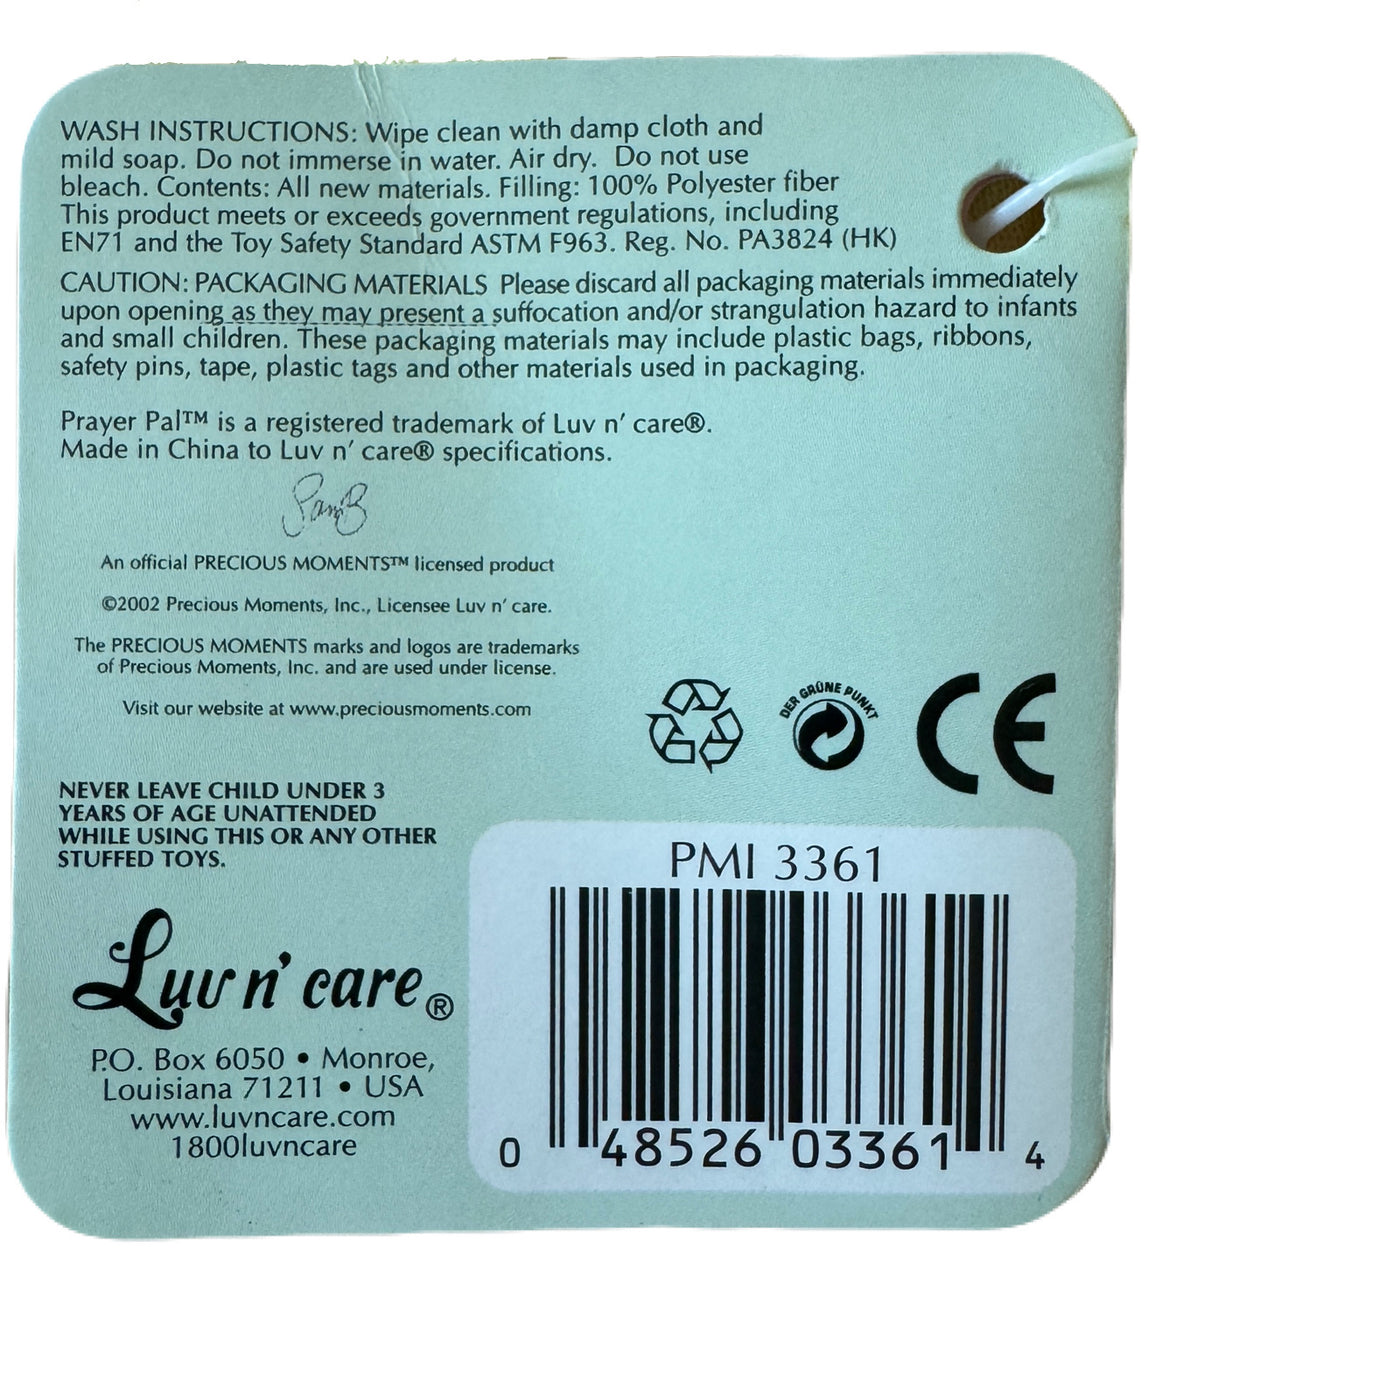 WASH INSTRUCTIONS: Wipe clean with damp cloth and
mild soap. Do not immerse in water. Air dry. Do not use
bleach. Contents: All new materials. Filling: 100% Polyester fiber
This product meets or exceeds government regulations, including
EN71 and the Toy Safety Standard ASTM F963. Reg. No. PA3824 (HK)
CAUTION: PACKAGING MATERIALS Please discard all packaging materials immediately
upon opening as they may present a suffocation and/or strangulation hazard to infants
and small children. These packaging materials may include plastic bags, ribbons,
safety pins, tape, plastic tags and other materials used in packaging.
Prayer Pal™ is a registered trademark of Luv n' care®.
Made in China to Luv n' care® specifications.
SamB
An official PRECIOUS MOMENTS™ licensed product
©2002 Precious Moments, Inc., Licensee Luv n' care.
The PRECIOUS MOMENTS marks and logos are trademarks
of Precious Moments, Inc. and are used under license.
Visit our website at www.preciousmoments.com
DER GRÜNE PUNKT
CE
NEVER LEAVE CHILD UNDER 3
YEARS OF AGE UNATTENDED
WHILE USING THIS OR ANY OTHER
STUFFED TOYS.
Luv n' care®
P.O. Box 6050 • Monroe,
Louisiana 71211 • USA
www.luvncare.com
1800luvncare
PMI 3361
0 48526 03361 4